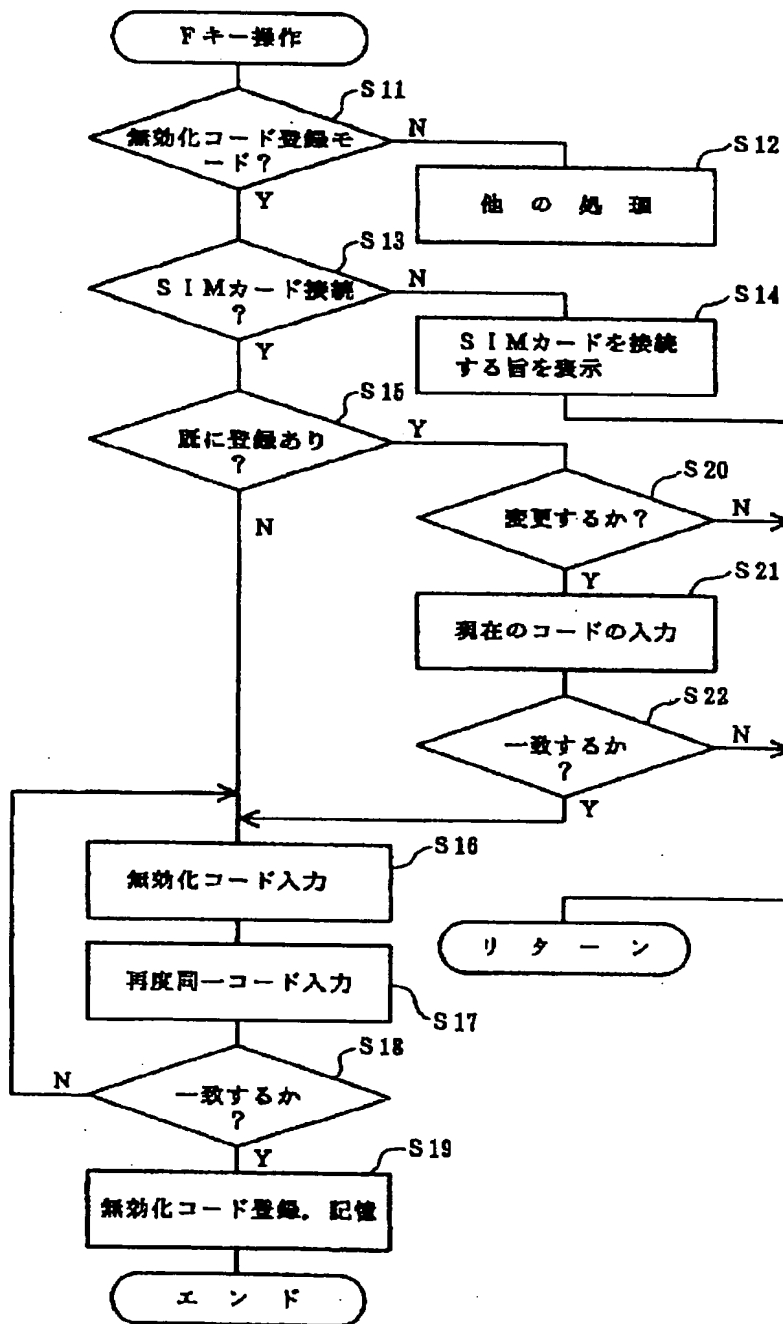 Fキー操作
S11
無効化コード登録モ
ード?
N
S12
他の処理
Y
S13
SIMカード接続
?
N
S14
SIMカードを接続
する旨を表示
Y
S15
既に登録あり
?
Y
S20
変更するか?
N
N
Y
S21
現在のコードの入力
S22
一致するか
?
N
Y
S16
無効化コード入力
リターン
再度同一コード入力
S17
S18
一致するか
?
N
Y
S19
無効化コード登録.記憶
エンド